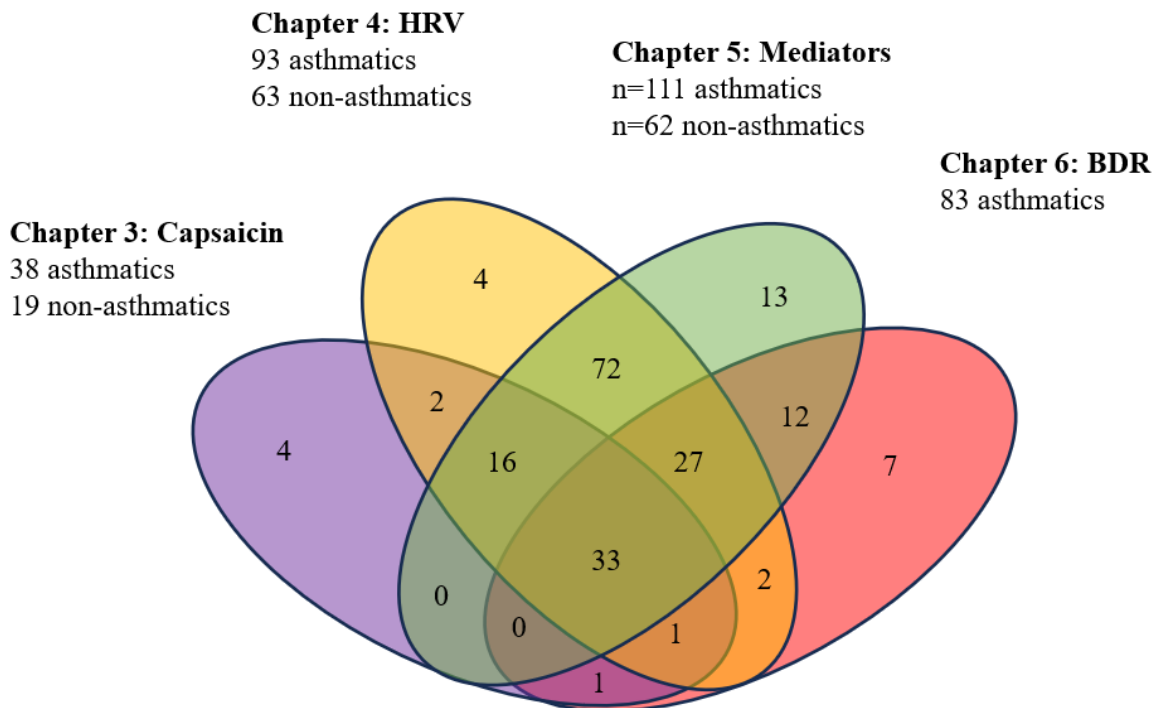 Chapter 4: HRV
93 asthmatics
63 non-asthmatics
Chapter 5: Mediators
n=111 asthmatics
n=62 non-asthmatics
Chapter 6: BDR
83 asthmatics
Chapter 3: Capsaicin
38 asthmatics
19 non-asthmatics
4
13
72
2
12
4
16
27
7
33
2
0
0
1
1